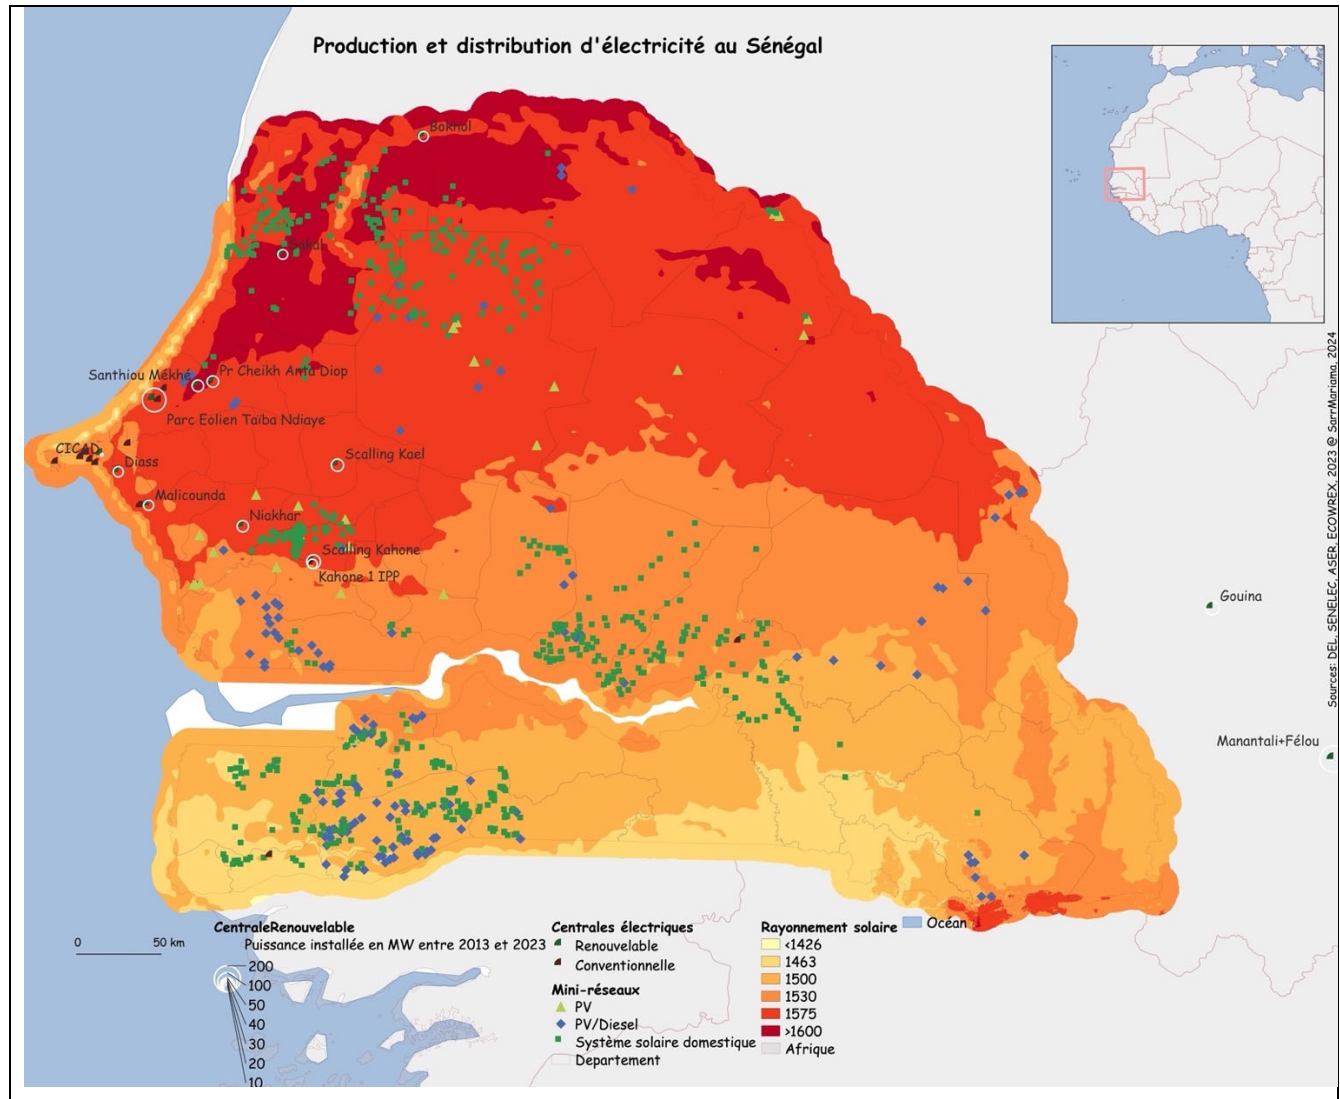 Production et distribution d'électricité au Sénégal
Bokhol
Sakal
Santhiou Mékhé
Pr Cheikh Anta Diop
Parc Eolien Taïba Ndiaye
CICAD
Diass
Scalling Kael
Malicounda
Niakhar
Scalling Kahone
Kahone 1 IPP
Gouina
Manantali+Félou
Sources: DEL, SENELEC, ASER, ECOWREX, 2023 @ SarrMariama, 2024
0 50 km
CentraleRenouvelable
Puissance installée en MW entre 2013 et 2023
200
100
50
40
30
20
10
Centrales électriques
Renouvelable
Conventionnelle
Mini-réseaux
PV
PV/Diesel
Système solaire domestique
Departement
Rayonnement solaire
<1426
1463
1500
1530
1575
>1600
Afrique
Océan